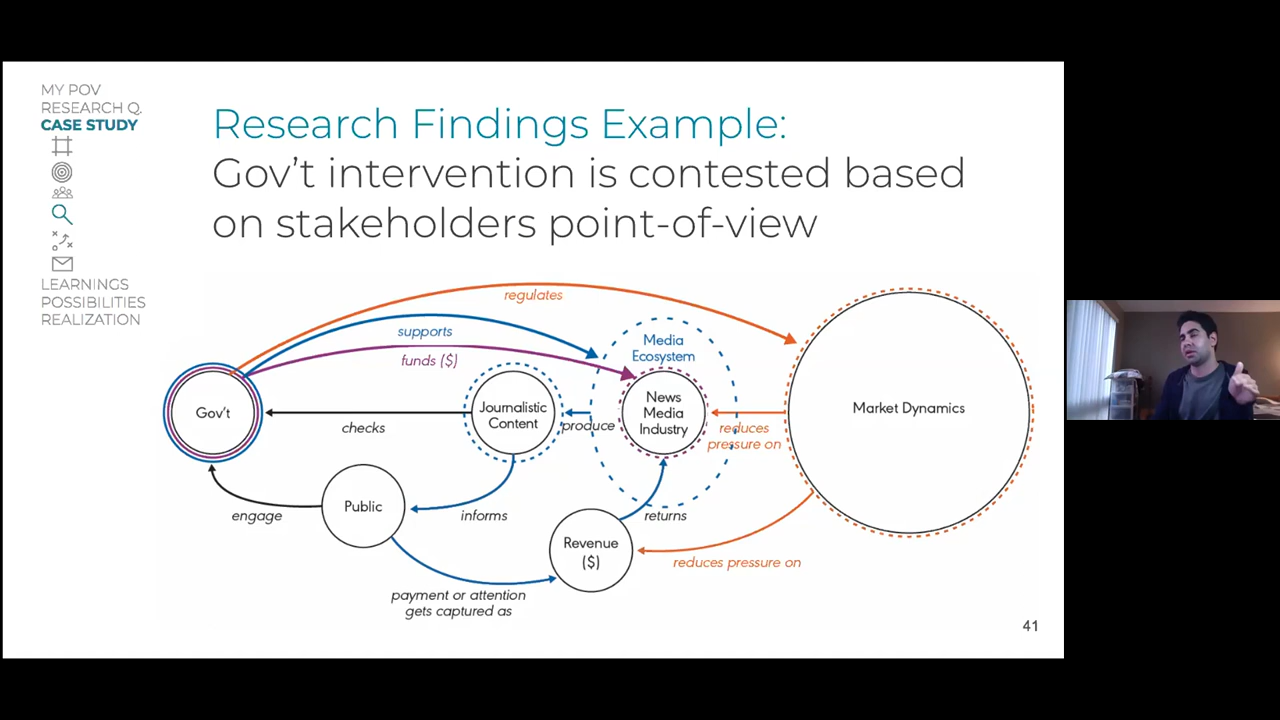 MY POV
RESEARCH Q.
CASE STUDY
LEARNINGS
POSSIBILITIES
REALIZATION
Research Findings Example:
Gov't intervention is contested based
on stakeholders point-of-view
regulates
supports
funds ($)
Media
Ecosystem
Gov't
checks
Journalistic
Content
produce
News
Media
Industry
reduces
pressure on
Market Dynamics
engage
Public
informs
Revenue
($)
returns
reduces pressure on
payment or attention
gets captured as
41